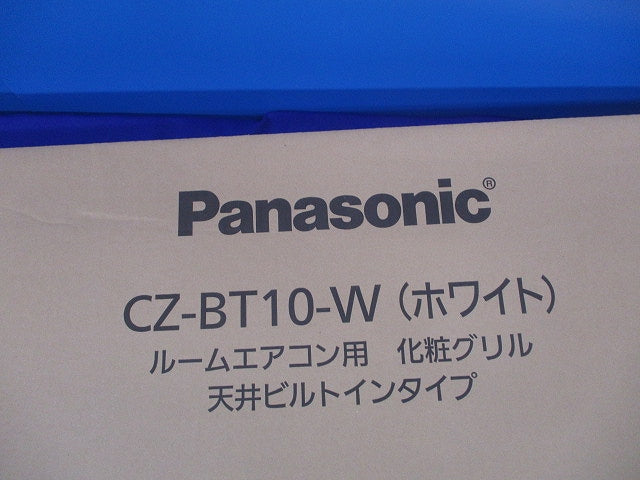 Panasonic®
CZ-BT10-W(ホワイト)
ルームエアコン用 化粧グリル
天井ビルトインタイプ